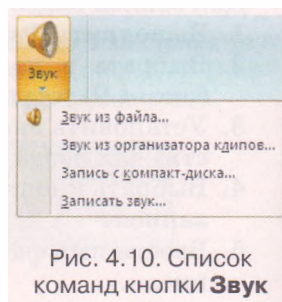 Звук
Звук из файла...
Звук из организатора клипов...
Запись с компакт-диска...
Записать звук...
Рис. 4.10. Список
команд кнопки Звук